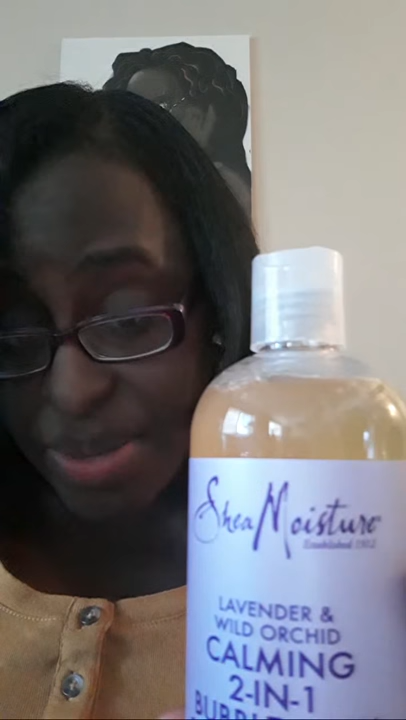 SheaMoisture
Established 1912
LAVENDER &
WILD ORCHID
CALMING
2-IN-1